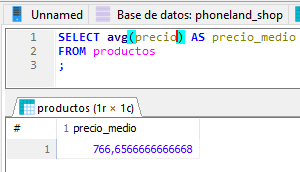 Unnamed
Base de datos: phoneland_shop
1 SELECT avg(precio) AS precio_medio
2 FROM productos
3 ;
productos (1r × 1c)
# 1 precio_medio
1 766,6566666666668